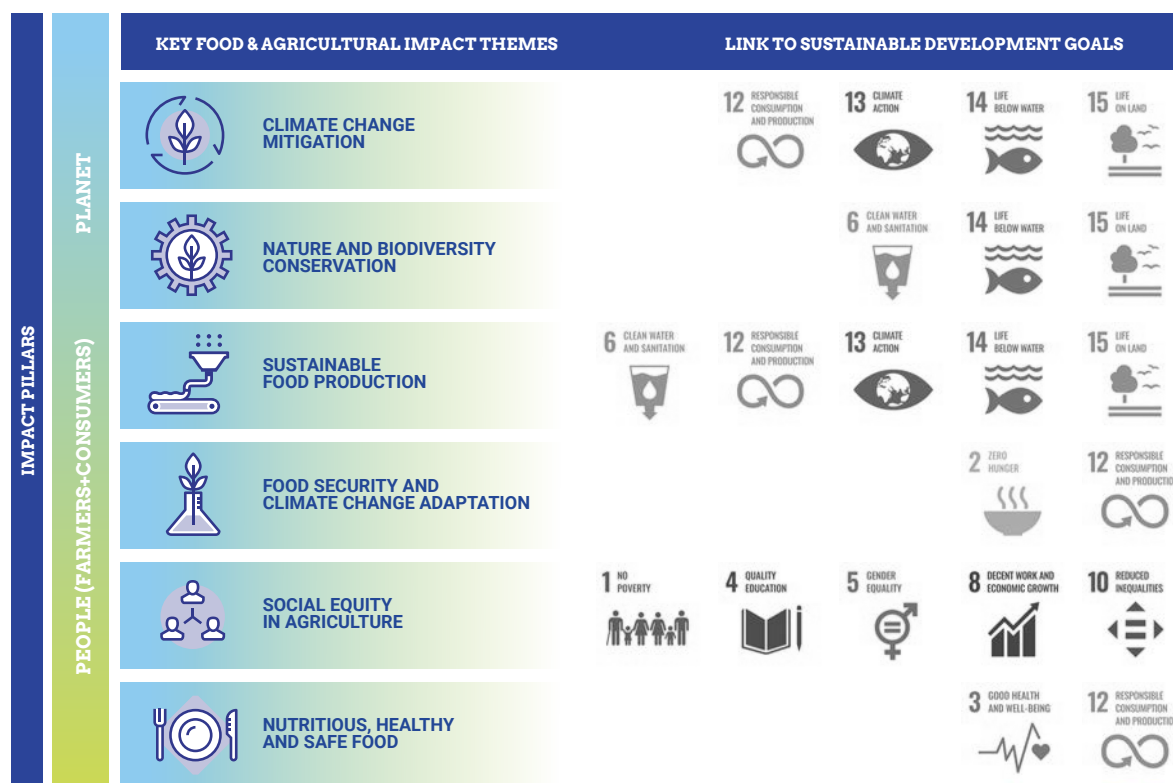 IMPACT PILLARS
PLANET
PEOPLE (FARMERS+CONSUMERS)
KEY FOOD & AGRICULTURAL IMPACT THEMES
LINK TO SUSTAINABLE DEVELOPMENT GOALS
CLIMATE CHANGE
MITIGATION
12 RESPONSIBLE
CONSUMPTION
AND PRODUCTION
13 CLIMATE
ACTION
14 LIFE
BELOW WATER
15 LIFE
ON LAND
NATURE AND BIODIVERSITY
CONSERVATION
6 CLEAN WATER
AND SANITATION
14 LIFE
BELOW WATER
15 LIFE
ON LAND
SUSTAINABLE
FOOD PRODUCTION
6 CLEAN WATER
AND SANITATION
12 RESPONSIBLE
CONSUMPTION
AND PRODUCTION
13 CLIMATE
ACTION
14 LIFE
BELOW WATER
15 LIFE
ON LAND
FOOD SECURITY AND
CLIMATE CHANGE ADAPTATION
2 ZERO
HUNGER
12 RESPONSIBLE
CONSUMPTION
AND PRODUCTIO
SOCIAL EQUITY
IN AGRICULTURE
1 NO
POVERTY
4 QUALITY
EDUCATION
5 GENDER
EQUALITY
8 DECENT WORK AND
ECONOMIC GROWTH
10 REDUCED
INEQUALITIES
NUTRITIOUS, HEALTHY
AND SAFE FOOD
3 GOOD HEALTH
AND WELL-BEING
12 RESPONSIBLE
CONSUMPTION
AND PRODUCTIO